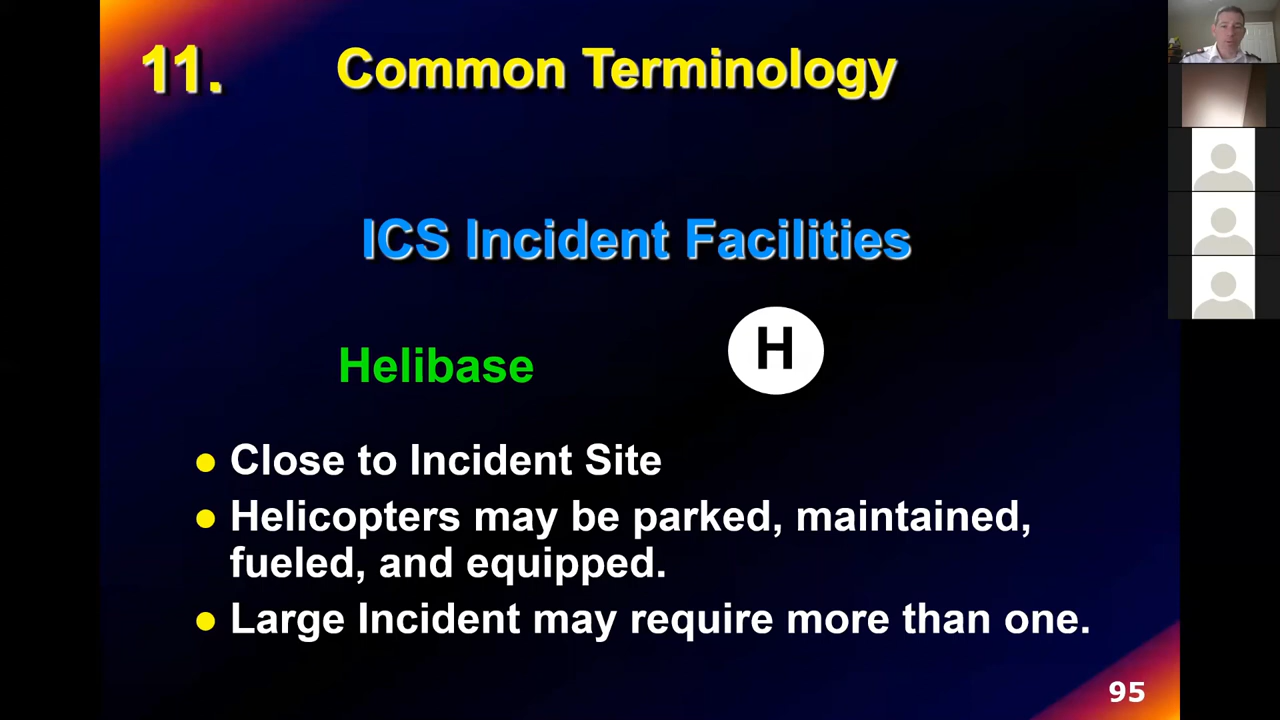 11. Common Terminology
ICS Incident Facilities
Helibase
H
● Close to Incident Site
● Helicopters may be parked, maintained,
fueled, and equipped.
● Large Incident may require more than one.
95